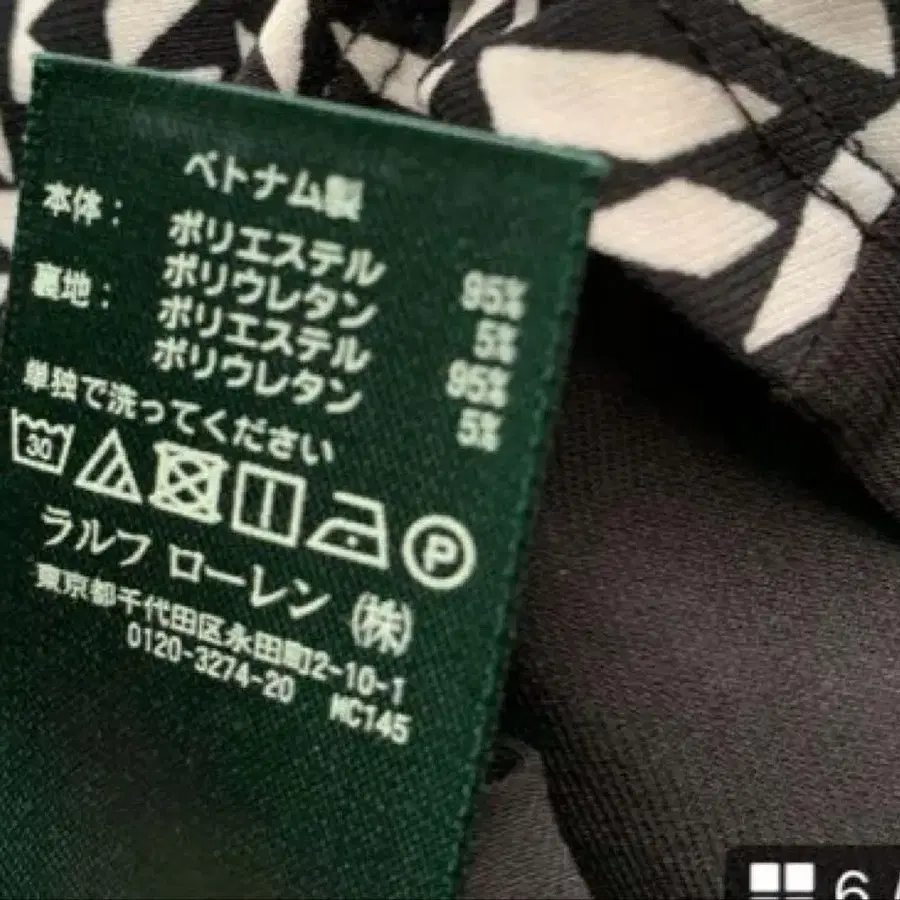 ベトナム製
本体： ポリエステル 95%
ポリウレタン 5%
裏地： ポリエステル 95%
ポリウレタン 5%
単独で洗ってください
30
P
ラルフ ローレン (株)
東京都千代田区永田町2-10-1
0120-3274-20 MC145
6